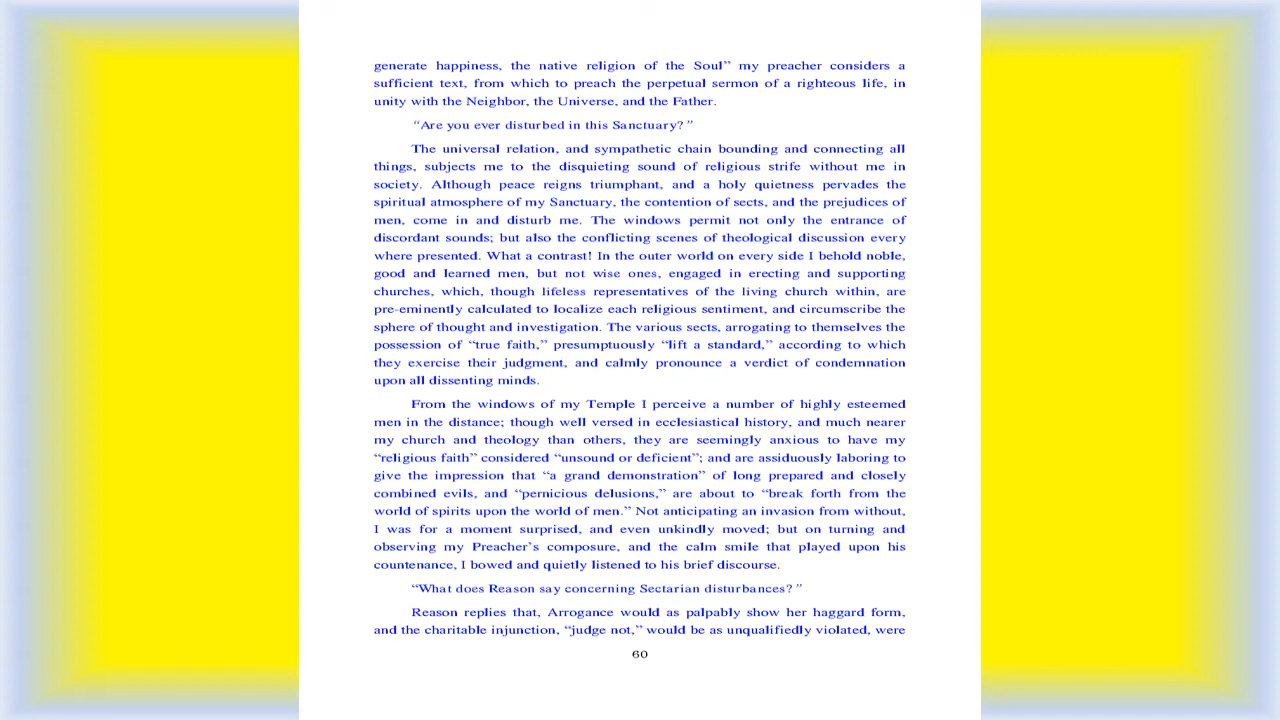 generate happiness, the native religion of the Soul” my preacher considers a
sufficient text, from which to preach the perpetual sermon of a righteous life, in
unity with the Neighbor, the Universe, and the Father.
“Are you ever disturbed in this Sanctuary?”
The universal relation, and sympathetic chain bounding and connecting all
things, subjects me to the disquieting sound of religious strife without me in
society. Although peace reigns triumphant, and a holy quietness pervades the
spiritual atmosphere of my Sanctuary, the contention of sects, and the prejudices of
men, come in and disturb me. The windows permit not only the entrance of
discordant sounds; but also the conflicting scenes of theological discussion every
where presented. What a contrast! In the outer world on every side I behold noble,
good and learned men, but not wise ones, engaged in erecting and supporting
churches, which, though lifeless representatives of the living church within, are
pre-eminently calculated to localize each religious sentiment, and circumscribe the
sphere of thought and investigation. The various sects, arrogating to themselves the
possession of “true faith,” presumptuously “lift a standard,” according to which
they exercise their judgment, and calmly pronounce a verdict of condemnation
upon all dissenting minds.
From the windows of my Temple I perceive a number of highly esteemed
men in the distance; though well versed in ecclesiastical history, and much nearer
my church and theology than others, they are seemingly anxious to have my
“religious faith” considered “unsound or deficient”; and are assiduously laboring to
give the impression that “a grand demonstration” of long prepared and closely
combined evils, and “pernicious delusions,” are about to “break forth from the
world of spirits upon the world of men.” Not anticipating an invasion from without,
I was for a moment surprised, and even unkindly moved; but on turning and
observing my Preacher’s composure, and the calm smile that played upon his
countenance, I bowed and quietly listened to his brief discourse.
“What does Reason say concerning Sectarian disturbances?”
Reason replies that, Arrogance would as palpably show her haggard form,
and the charitable injunction, “judge not,” would be as unqualifiedly violated, were
60